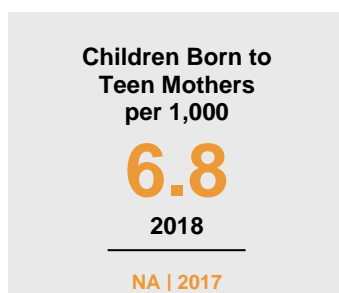 Children Born to
Teen Mothers
per 1,000
6.8
2018
NA | 2017